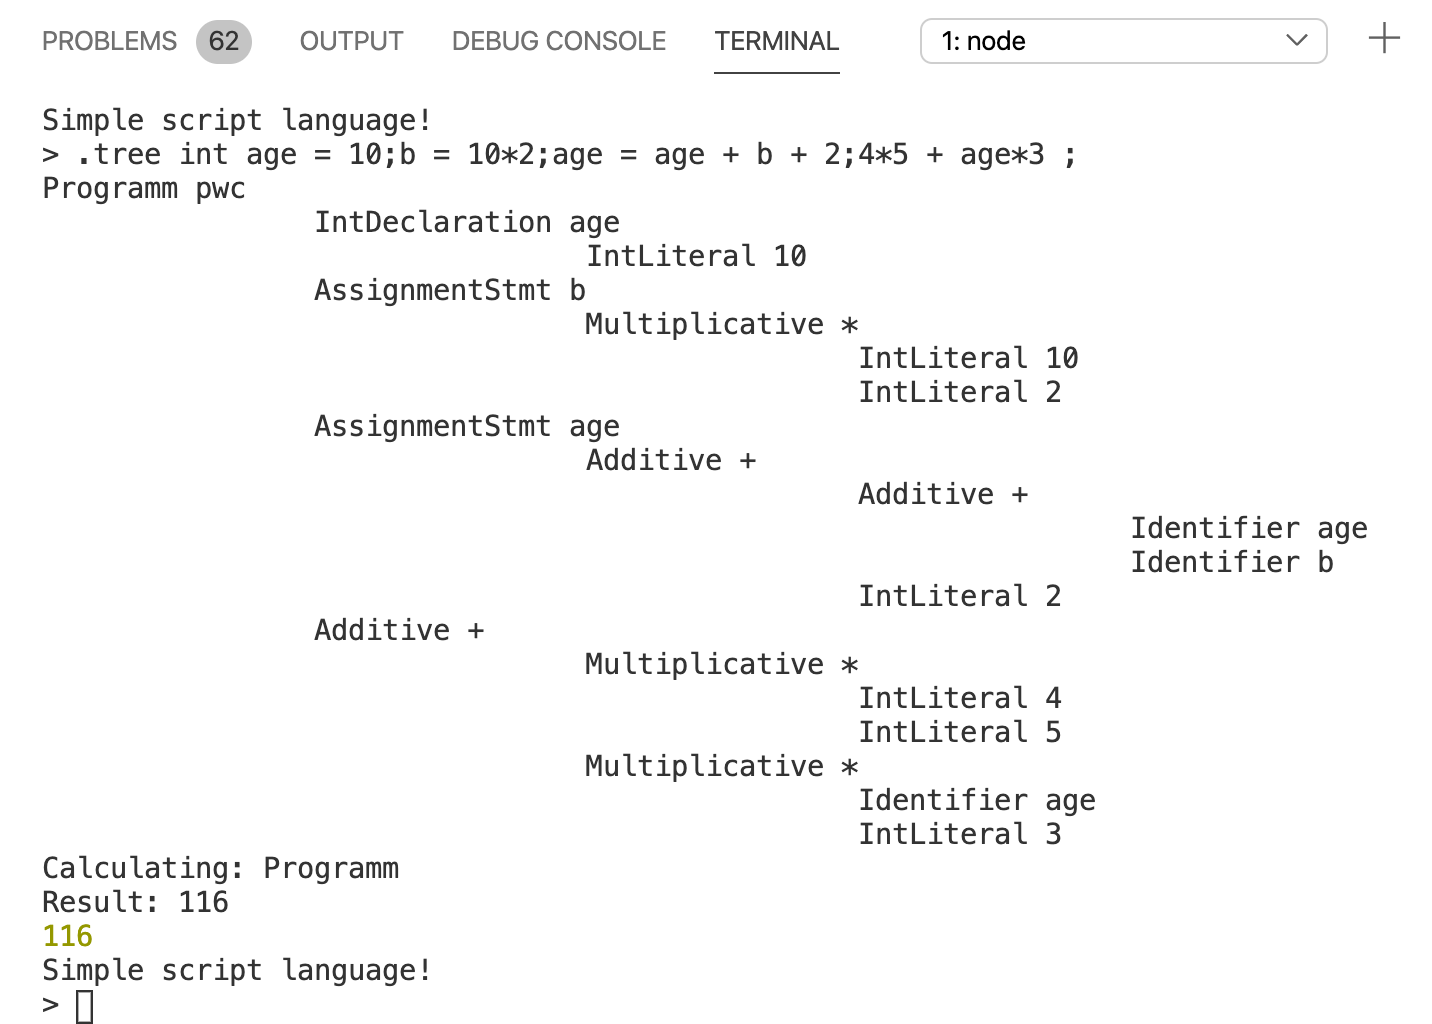 PROBLEMS 62 OUTPUT DEBUG CONSOLE TERMINAL 1: node
Simple script language!
> .tree int age = 10;b = 10*2;age = age + b + 2;4*5 + age*3 ;
Programm pwc
IntDeclaration age
IntLiteral 10
AssignmentStmt b
Multiplicative *
IntLiteral 10
IntLiteral 2
AssignmentStmt age
Additive +
Additive +
Identifier age
Identifier b
IntLiteral 2
Additive +
Multiplicative *
IntLiteral 4
IntLiteral 5
Multiplicative *
Identifier age
IntLiteral 3
Calculating: Programm
Result: 116
116
Simple script language!
>